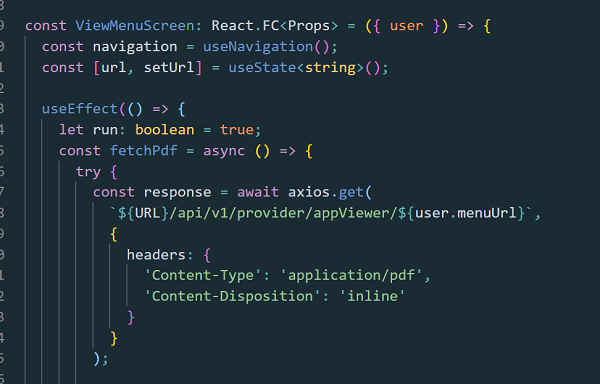 8
9 const ViewMenuScreen: React.FC<Props> = ({ user }) => {
0 const navigation = useNavigation();
1 const [url, setUrl] = useState<string>();
2
3 useEffect(() => {
4 let run: boolean = true;
5 const fetchPdf = async () => {
6 try {
7 const response = await axios.get(
8 `${URL}/api/v1/provider/appViewer/${user.menuUrl}`,
9 {
0 headers: {
1 'Content-Type': 'application/pdf',
2 'Content-Disposition': 'inline'
3 }
4 }
5 );